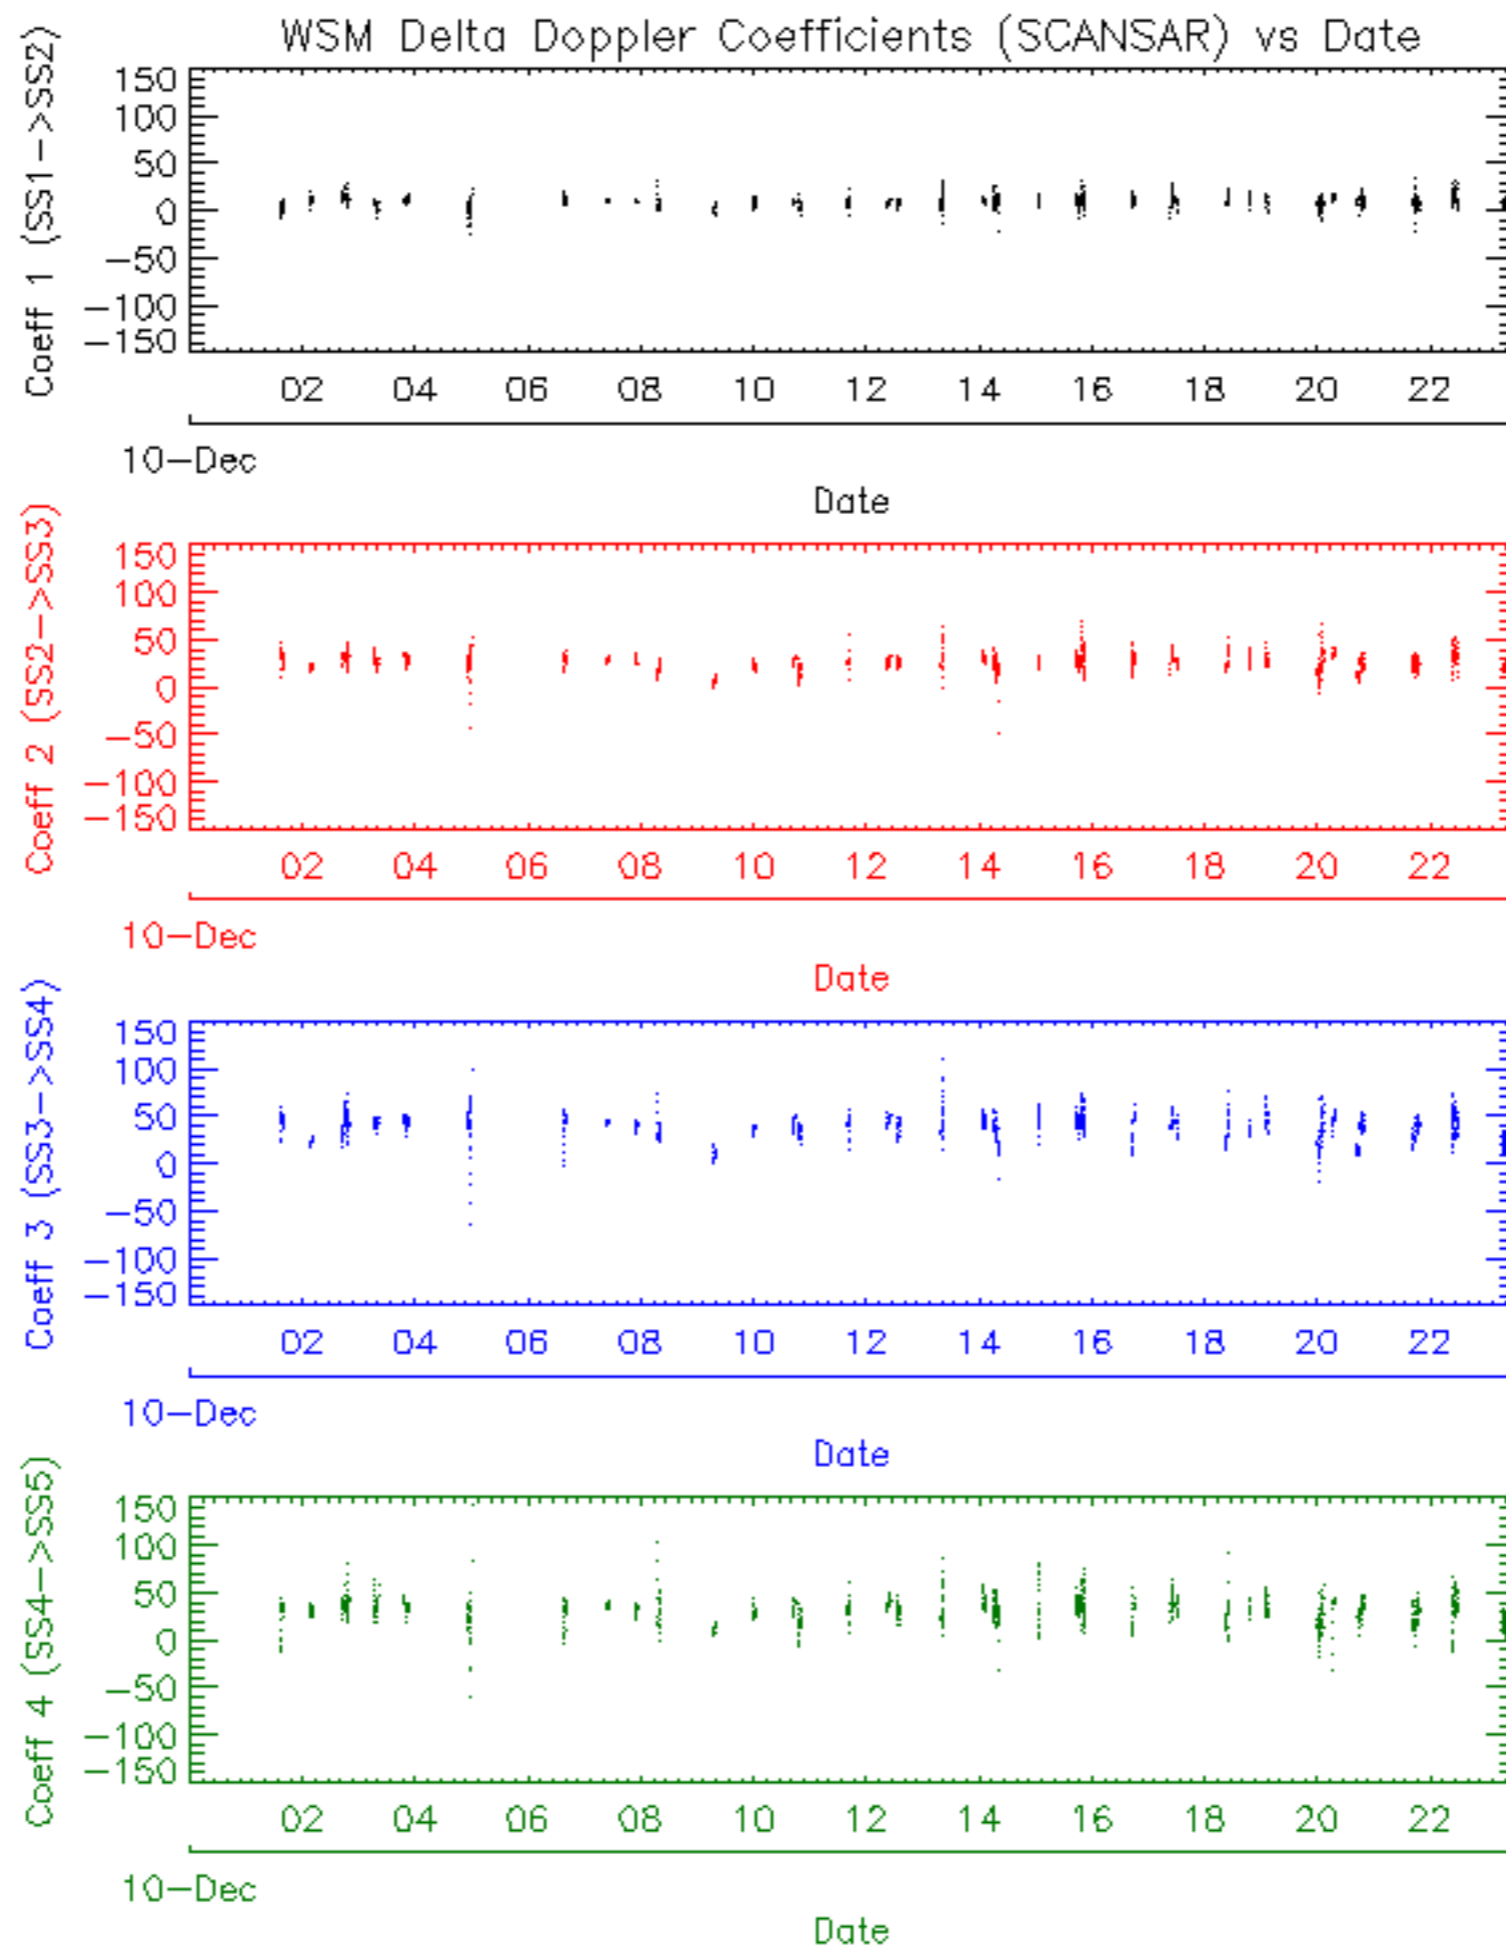 WSM Delta Doppler Coefficients (SCANSAR) vs Date
Coeff 1 (SS1->SS2)
150
100
50
0
-50
-100
-150
02 04 06 08 10 12 14 16 18 20 22
10-Dec
Date
Coeff 2 (SS2->SS3)
150
100
50
0
-50
-100
-150
02 04 06 08 10 12 14 16 18 20 22
10-Dec
Date
Coeff 3 (SS3->SS4)
150
100
50
0
-50
-100
-150
02 04 06 08 10 12 14 16 18 20 22
10-Dec
Date
Coeff 4 (SS4->SS5)
150
100
50
0
-50
-100
-150
02 04 06 08 10 12 14 16 18 20 22
10-Dec
Date